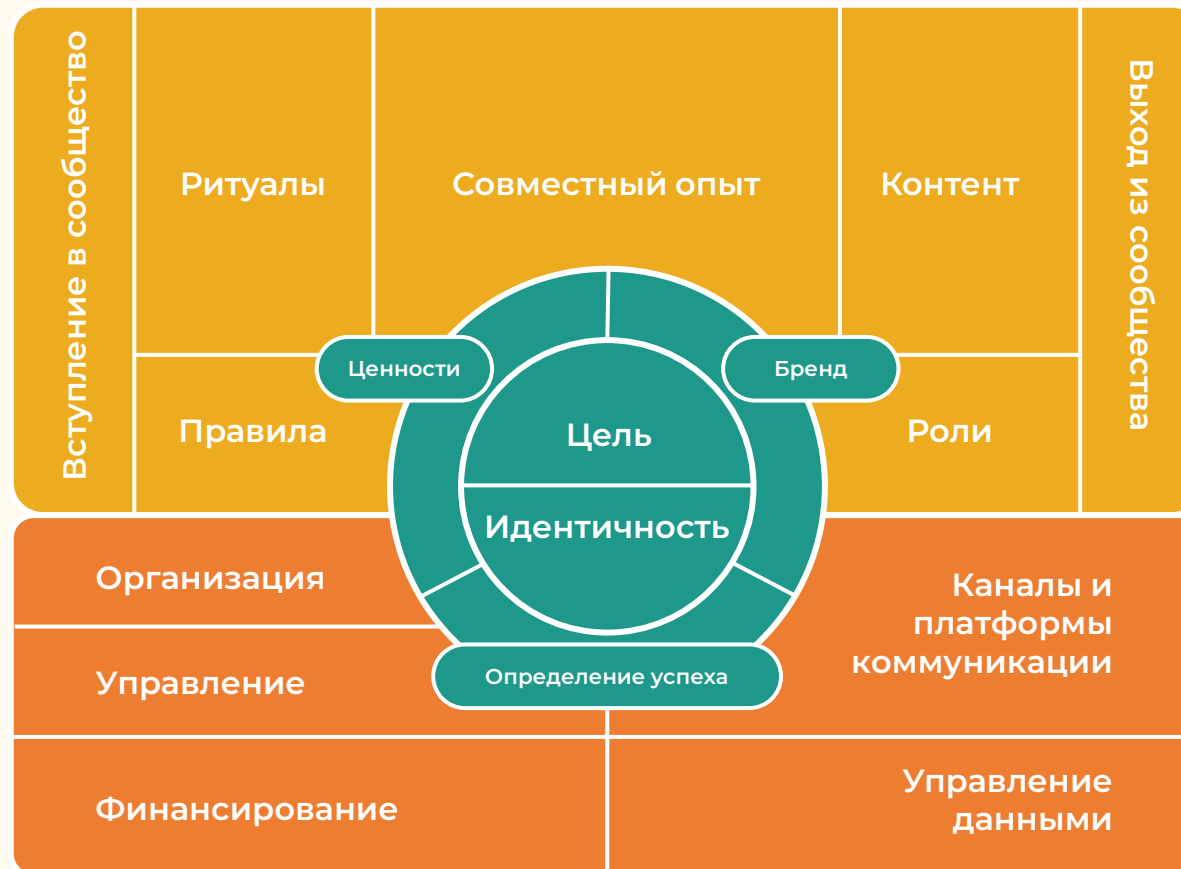 Вступление в сообщество
Ритуалы
Совместный опыт
Контент
Выход из сообщества
Ценности
Бренд
Правила
Цель
Роли
Идентичность
Организация
Каналы и
платформы
коммуникации
Управление
Определение успеха
Финансирование
Управление
данными